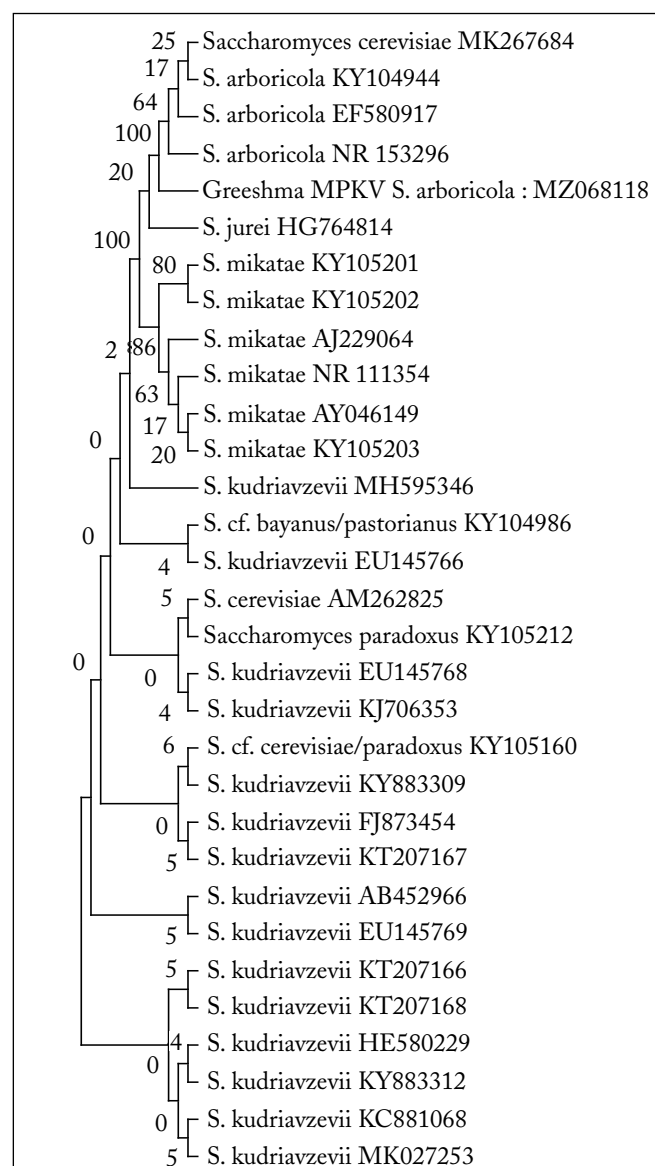 25 Saccharomyces cerevisiae MK267684
17
S. arboricola KY104944
64
S. arboricola EF580917
100
S. arboricola NR 153296
20
Greeshma MPKV S. arboricola : MZ068118
S. jurei HG764814
100
80 S. mikatae KY105201
S. mikatae KY105202
2 86 S. mikatae AJ229064
S. mikatae NR 111354
63
S. mikatae AY046149
17
0
20 S. mikatae KY105203
S. kudriavzevii MH595346
S. cf. bayanus/pastorianus KY104986
0
4 S. kudriavzevii EU145766
5 S. cerevisiae AM262825
Saccharomyces paradoxus KY105212
0
0 S. kudriavzevii EU145768
4 S. kudriavzevii KJ706353
6 S. cf. cerevisiae/paradoxus KY105160
S. kudriavzevii KY883309
0 S. kudriavzevii FJ873454
5 S. kudriavzevii KT207167
S. kudriavzevii AB452966
5 S. kudriavzevii EU145769
5 S. kudriavzevii KT207166
S. kudriavzevii KT207168
4 S. kudriavzevii HE580229
0
S. kudriavzevii KY883312
0 S. kudriavzevii KC881068
5 S. kudriavzevii MK027253